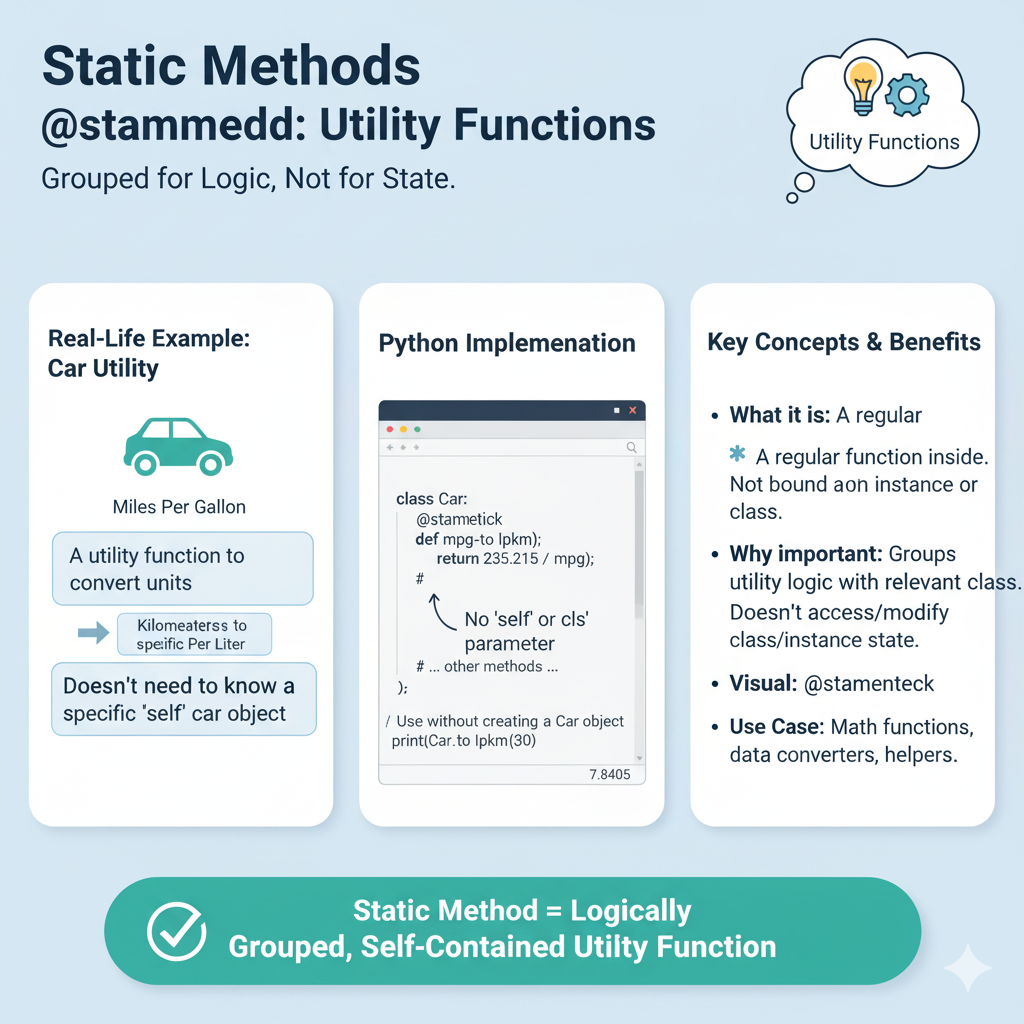 Static Methods
@stammedd: Utility Functions
Grouped for Logic, Not for State.
Utility Functions
Real-Life Example:
Car Utility
Miles Per Gallon
A utility function to
convert units
Kilomeaterss to
speific Per Liter
Doesn't need to know a
specific 'self' car object
Python Implemenation
class Car:
@stametick
def mpg-to lpkm);
return 235.215 / mpg);
#
No 'self' or cls'
parameter
# ... other methods ...
);
/ Use without creating a Car object
print(Car.to lpkm(30)
7.8405
Key Concepts & Benefits
• What it is: A regular
* A regular function inside.
Not bound aon instance or
class.
• Why important: Groups
utility logic with relevant class.
Doesn't access/modify
class/instance state.
• Visual: @stamenteck
• Use Case: Math functions,
data converters, helpers.
Static Method = Logically
Grouped, Self-Contained Utilty Function